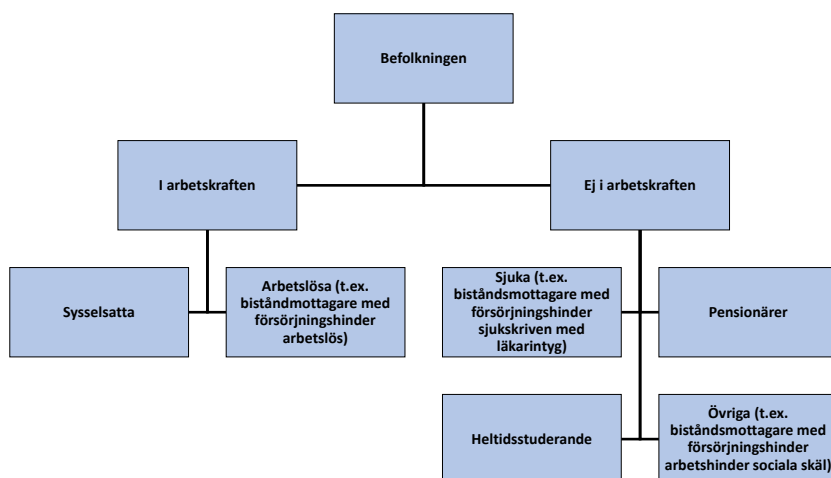 Befolkningen
I arbetskraften
Ej i arbetskraften
Sysselsatta
Arbetslösa (t.ex.
biståndmottagare med
försörjningshinder
arbetslös)
Sjuka (t.ex.
biståndsmottagare med
försörjningshinder
sjukskriven med
läkarintyg)
Pensionärer
Heltidsstuderande
Övriga (t.ex.
biståndsmottagare med
försörjningshinder
arbetshinder sociala skäl)